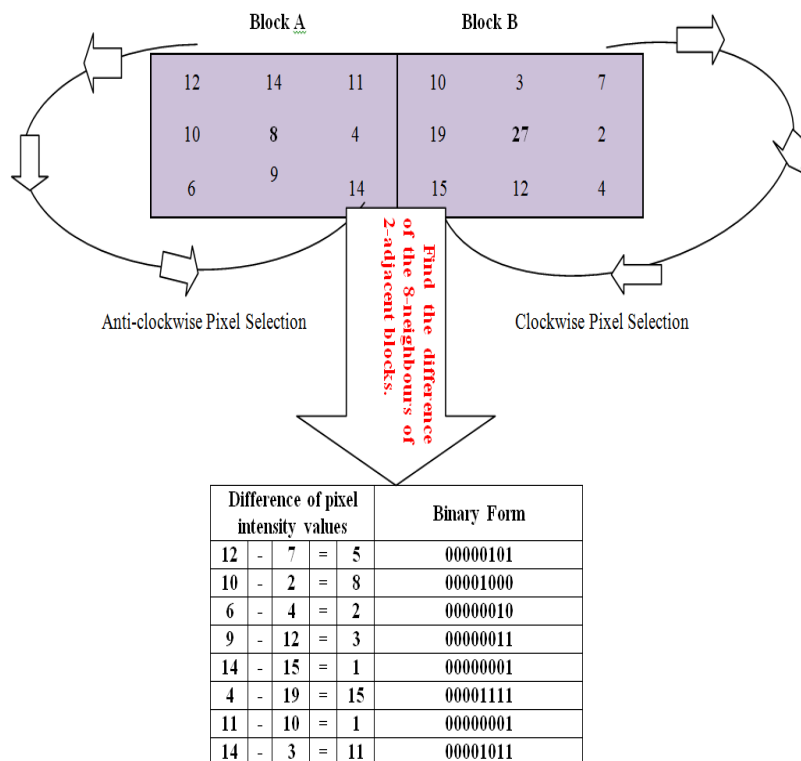 Block A Block B
12 14 11 10 3 7
10 8 4 19 27 2
6 9 14 15 12 4
Find the difference
of the 8-neighbours of
2-adjacent blocks.
Anti-clockwise Pixel Selection Clockwise Pixel Selection
Difference of pixel
intensity values
Binary Form
12 - 7 = 5 00000101
10 - 2 = 8 00001000
6 - 4 = 2 00000010
9 - 12 = 3 00000011
14 - 15 = 1 00000001
4 - 19 = 15 00001111
11 - 10 = 1 00000001
14 - 3 = 11 00001011